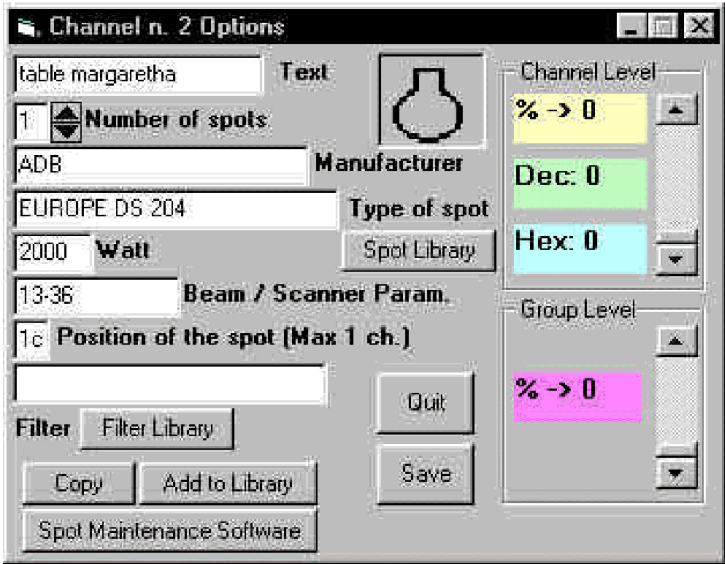 Channel n. 2 Options
table margaretha Text
1 Number of spots
ADB Manufacturer
EUROPE DS 204 Type of spot
2000 Watt Spot Library
13-36 Beam / Scanner Param.
1c Position of the spot (Max 1 ch.)
Filter Filter Library
Copy Add to Library
Spot Maintenance Software
Quit
Save
Channel Level
% -> 0
Dec: 0
Hex: 0
Group Level
% -> 0